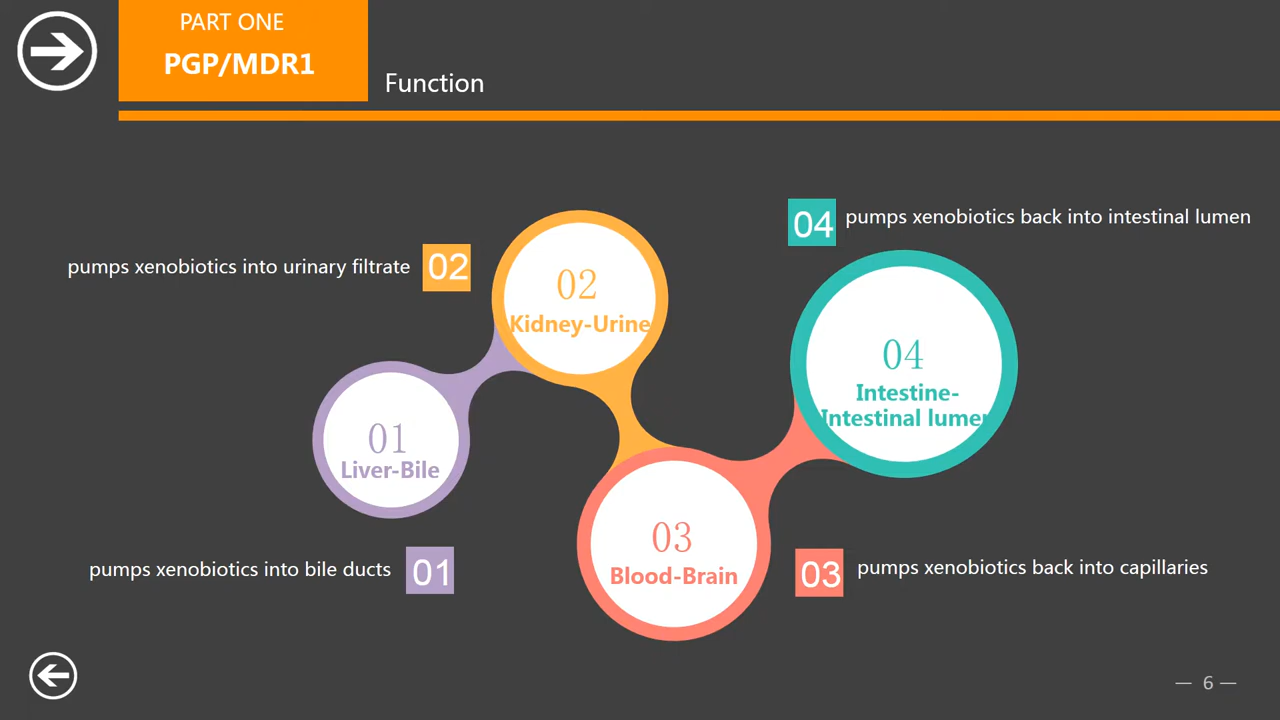 PART ONE
PGP/MDR1
Function
04
pumps xenobiotics back into intestinal lumen
pumps xenobiotics into urinary filtrate
02
02
Kidney-Urine
04
Intestine-
Intestinal lumen
01
Liver-Bile
03
Blood-Brain
pumps xenobiotics into bile ducts
01
03
pumps xenobiotics back into capillaries
— 6 —